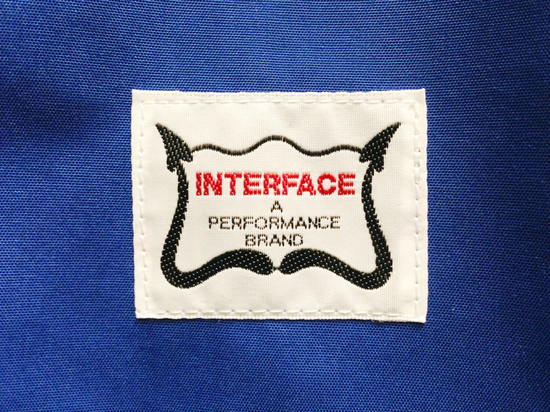 INTERFACE
A
PERFORMANCE
BRAND